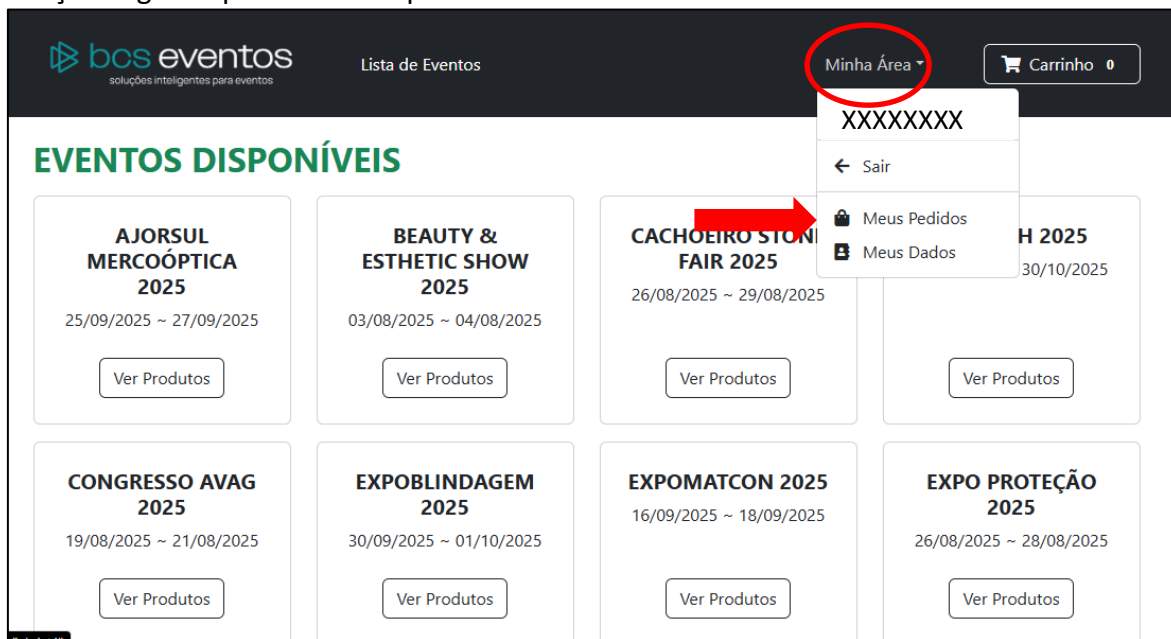 bcs eventos
soluções inteligentes para eventos
Lista de Eventos
Minha Área
Carrinho 0
XXXXXXXX
Sair
Meus Pedidos
Meus Dados
EVENTOS DISPONÍVEIS
AJORSUL
MERCOÓPTICA
2025
25/09/2025 ~ 27/09/2025
Ver Produtos
BEAUTY &
ESTHETIC SHOW
2025
03/08/2025 ~ 04/08/2025
Ver Produtos
CACHOEIRO
FAIR 2025
26/08/2025 ~ 29/08/2025
Ver Produtos
H 2025
30/10/2025
Ver Produtos
CONGRESSO AVAG
2025
19/08/2025 ~ 21/08/2025
Ver Produtos
EXPOBLINDAGEM
2025
30/09/2025 ~ 01/10/2025
Ver Produtos
EXPOMATCON 2025
16/09/2025 ~ 18/09/2025
Ver Produtos
EXPO PROTEÇÃO
2025
26/08/2025 ~ 28/08/2025
Ver Produtos